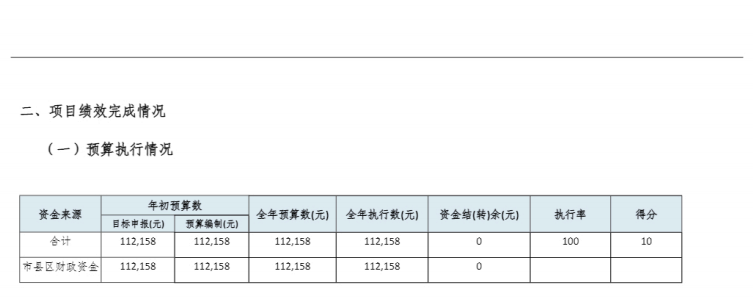 二、项目绩效完成情况
（一）预算执行情况
资金来源 年初预算数 全年预算数(元) 全年执行数(元) 资金结(转)余(元) 执行率 得分
目标申报(元) 预算编制(元)
合计 112,158 112,158 112,158 112,158 0 100 10
市县区财政资金 112,158 112,158 112,158 112,158 0